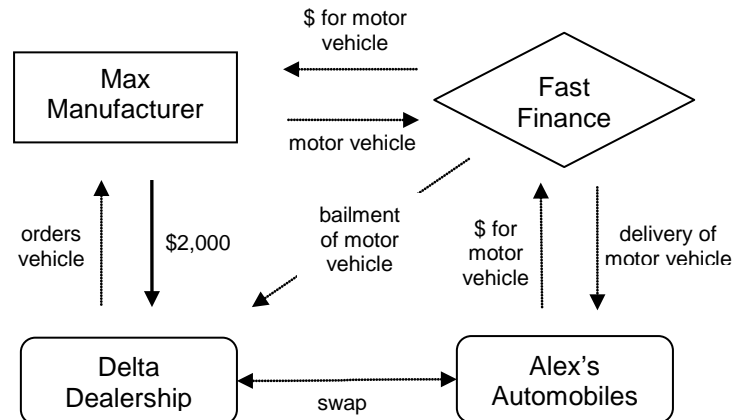 $ for motor
vehicle
Max
Manufacturer
Fast
Finance
motor vehicle
orders
vehicle
$2,000
bailment
of motor
vehicle
$ for
motor
vehicle
delivery of
motor vehicle
Delta
Dealership
swap
Alex's
Automobiles